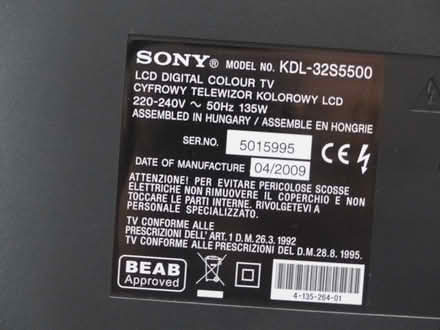 SONY® MODEL NO. KDL-32S5500
LCD DIGITAL COLOUR TV
CYFROWY TELEWIZOR KOLOROWY LCD
220-240V ~ 50Hz 135W
ASSEMBLED IN HUNGARY / ASSEMBLE EN HONGRIE
SER.NO. 5015995
CE
DATE OF MANUFACTURE 04/2009
ATTENZIONE! PER EVITARE PERICOLOSE SCOSSE
ELETTRICHE NON RIMUOVERE IL COPERCHIO E NON
TOCCARE LE PARTI INTERNE. RIVOLGETEVI A
PERSONALE SPECIALIZZATO.
TV CONFORME ALLE
PRESCRIZIONI DELL' ART.1 D.M. 26.3.1992
TV CONFORME ALLE PRESCRIZIONI DEL D.M.28.8.1995.
BEAB
Approved
4-135-264-01